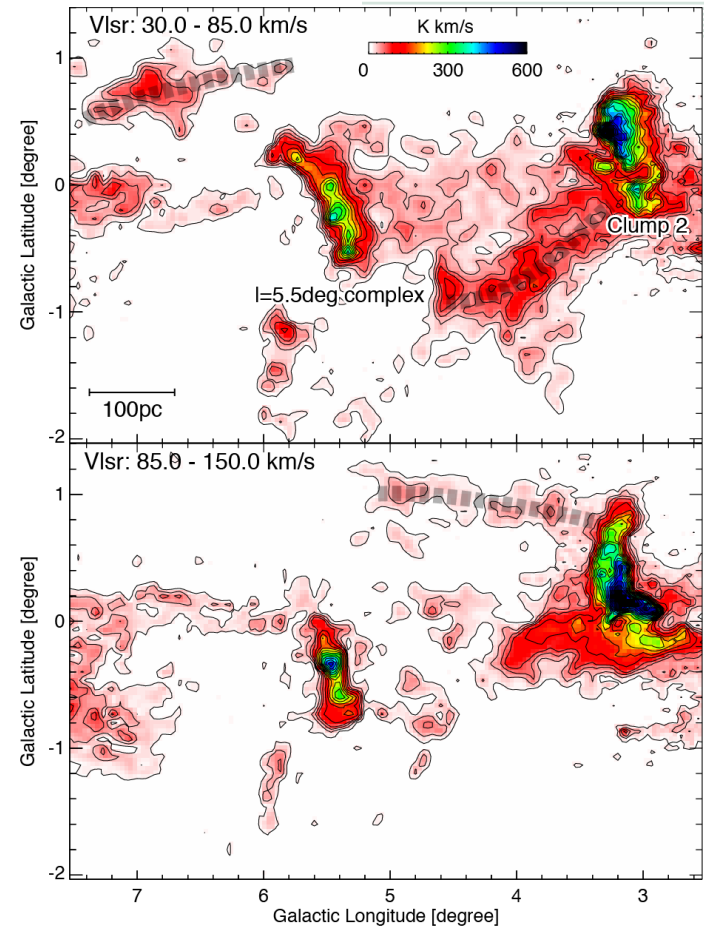 Vlsr: 30.0 - 85.0 km/s
K km/s
0 300 600
1
0
-1
-2
Galactic Latitude [degree]
Clump 2
l=5.5deg complex
100pc
Vlsr: 85.0 - 150.0 km/s
1
0
-1
-2
Galactic Latitude [degree]
7 6 5 4 3
Galactic Longitude [degree]